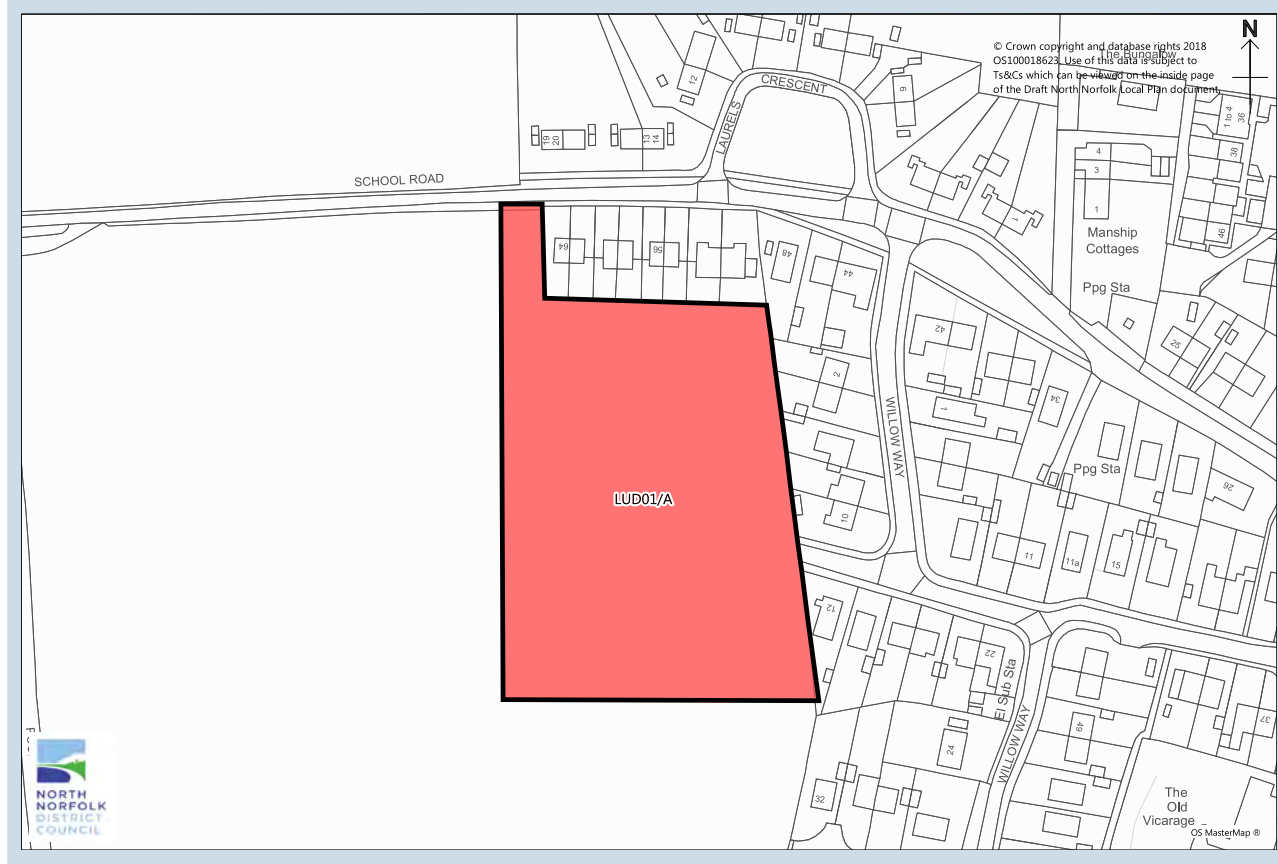 N
© Crown copyright and database rights 2018
OS100018623. Use of this data is subject to
Ts&Cs which can be viewed on the inside page
of the Draft North Norfolk Local Plan document.
The Bungalow
CRESCENT
LAURELS
12
9
19
20
13
14
1 to 4
36
38
46
4
3
1
1
SCHOOL ROAD
Manship
Cottages
Ppg Sta
64
56
48
44
42
25
2
1
34
WILLOW WAY
Ppg Sta
26
LUD01/A
10
11
11a
15
12
22
El Sub Sta
WILLOW WAY
24
49
37
32
The
Old
Vicarage
NORTH
NORFOLK
DISTRICT
COUNCIL
OS MasterMap ®